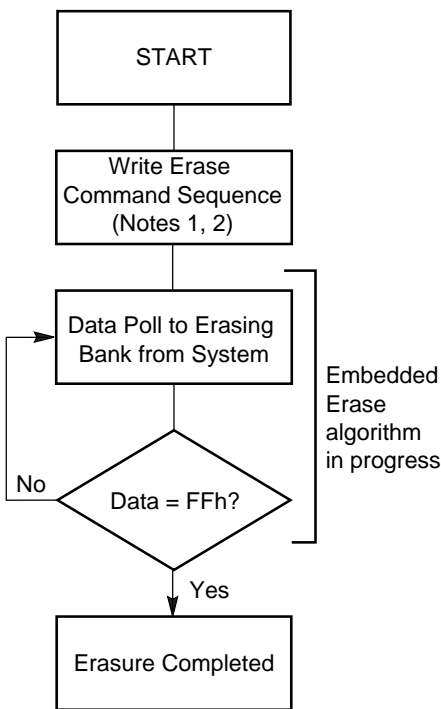 START
Write Erase
Command Sequence
(Notes 1, 2)
Data Poll to Erasing
Bank from System
Embedded
Erase
algorithm
in progress
No
Data = FFh?
Yes
Erasure Completed